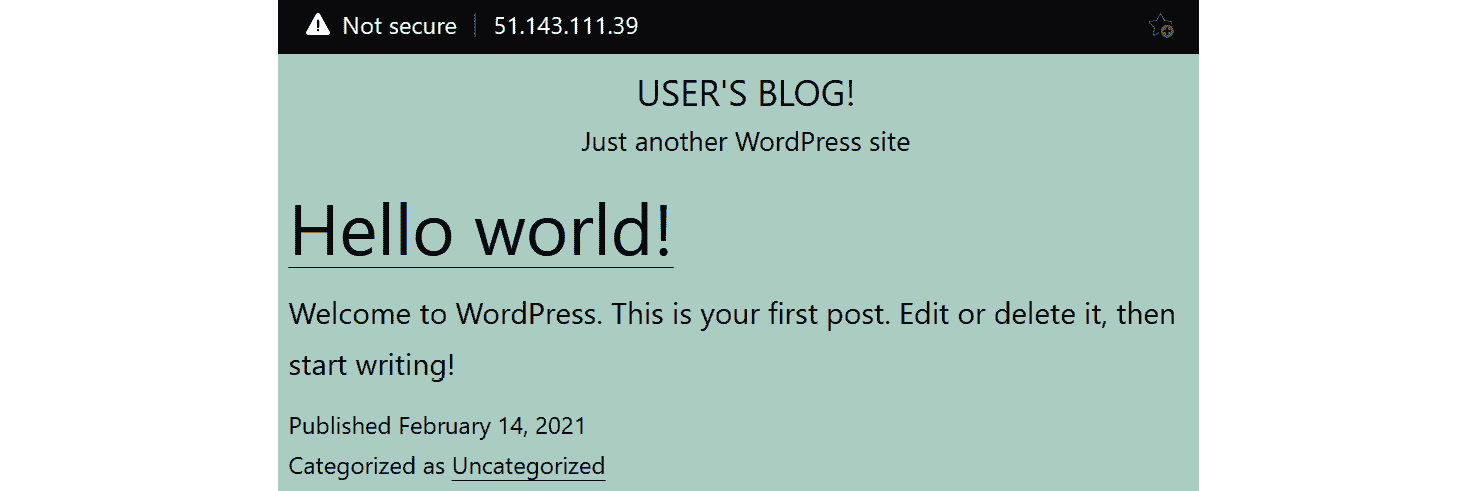 Not secure | 51.143.111.39
USER'S BLOG!
Just another WordPress site
Hello world!
Welcome to WordPress. This is your first post. Edit or delete it, then
start writing!
Published February 14, 2021
Categorized as Uncategorized